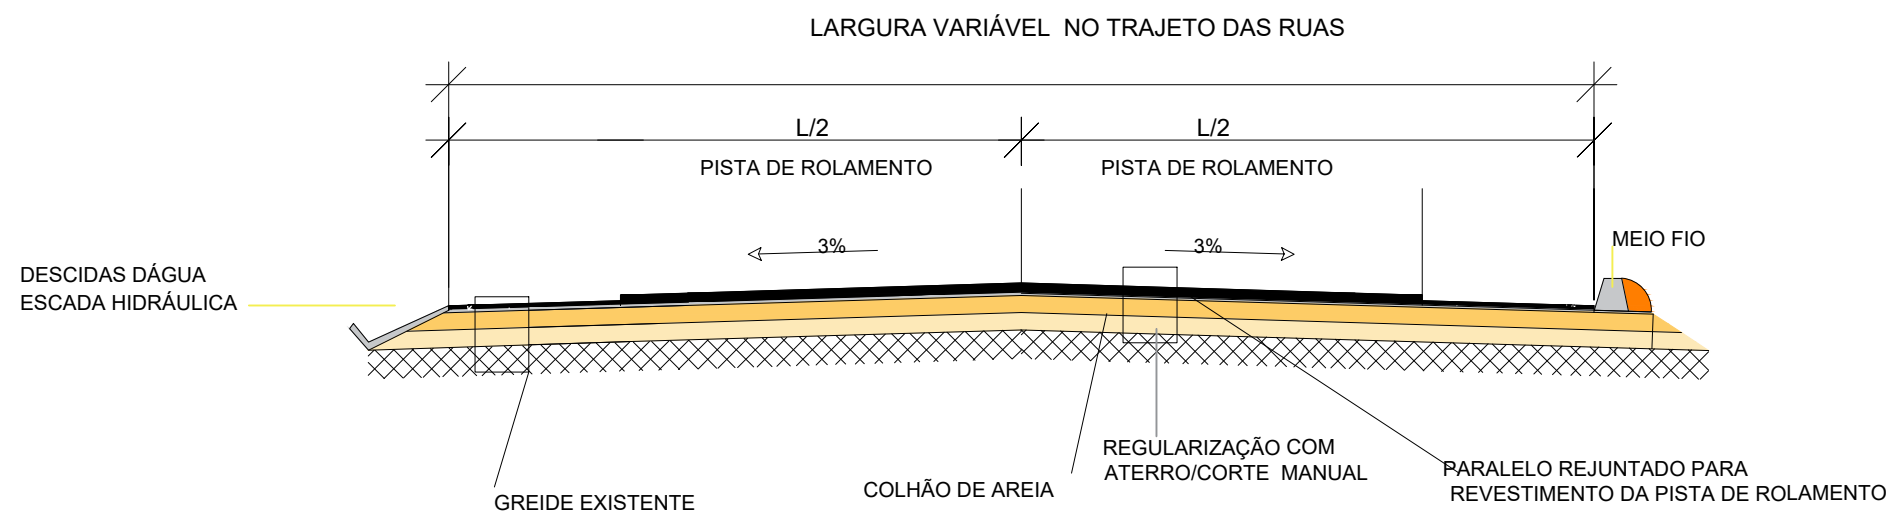 LARGURA VARIÁVEL NO TRAJETO DAS RUAS
L/2
L/2
PISTA DE ROLAMENTO
PISTA DE ROLAMENTO
3%
3%
MEIO FIO
DESCIDAS DÁGUA
ESCADA HIDRÁULICA
REGULARIZAÇÃO COM
ATERRO/CORTE MANUAL
PARALELO REJUNTADO PARA
REVESTIMENTO DA PISTA DE ROLAMENTO
COLHÃO DE AREIA
GREIDE EXISTENTE